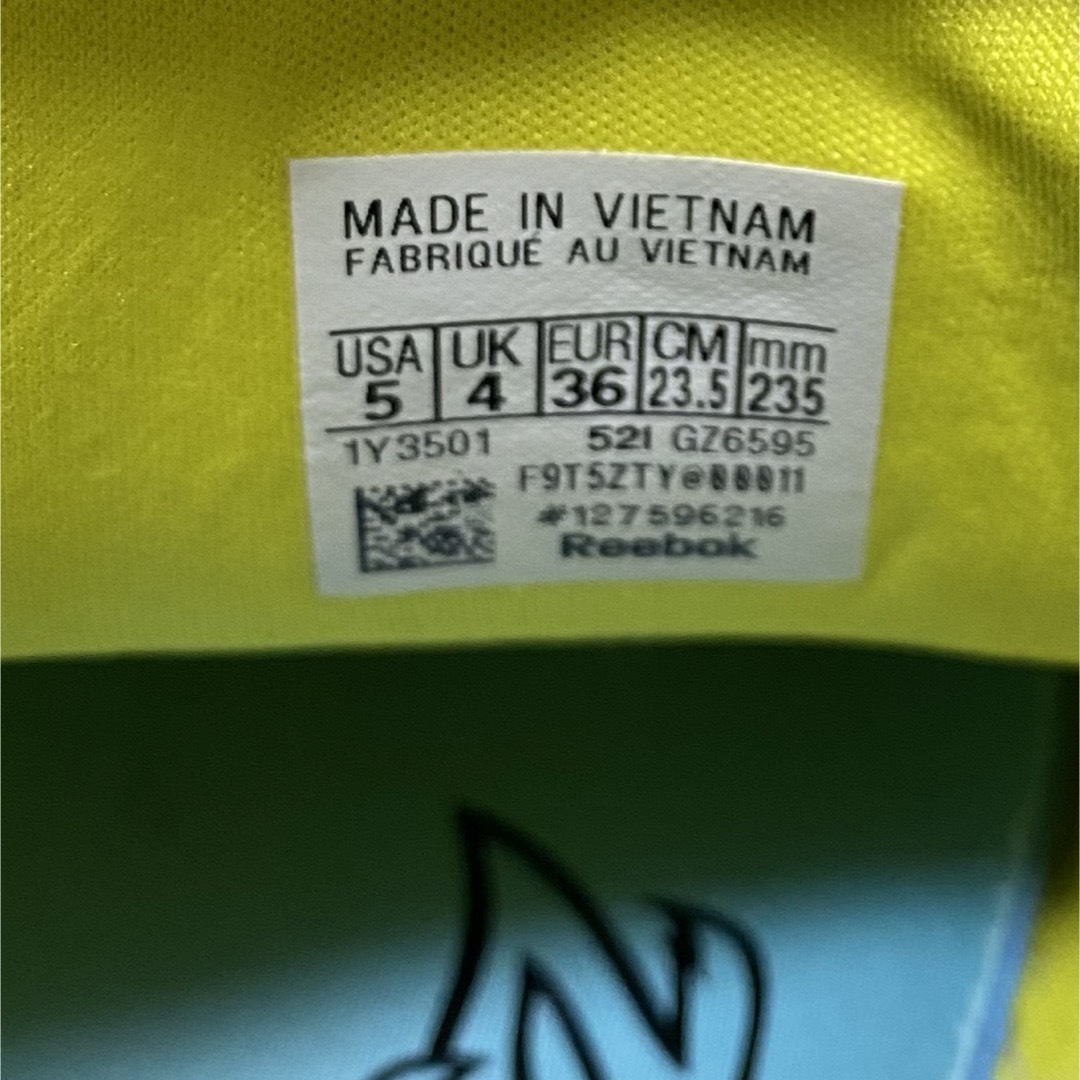 MADE IN VIETNAM
FABRIQUÉ AU VIETNAM
USA UK EUR CM mm
5 4 36 23.5 235
1Y3501 521 GZ6595
F9T5ZTY@00011
#127596216
Reebok